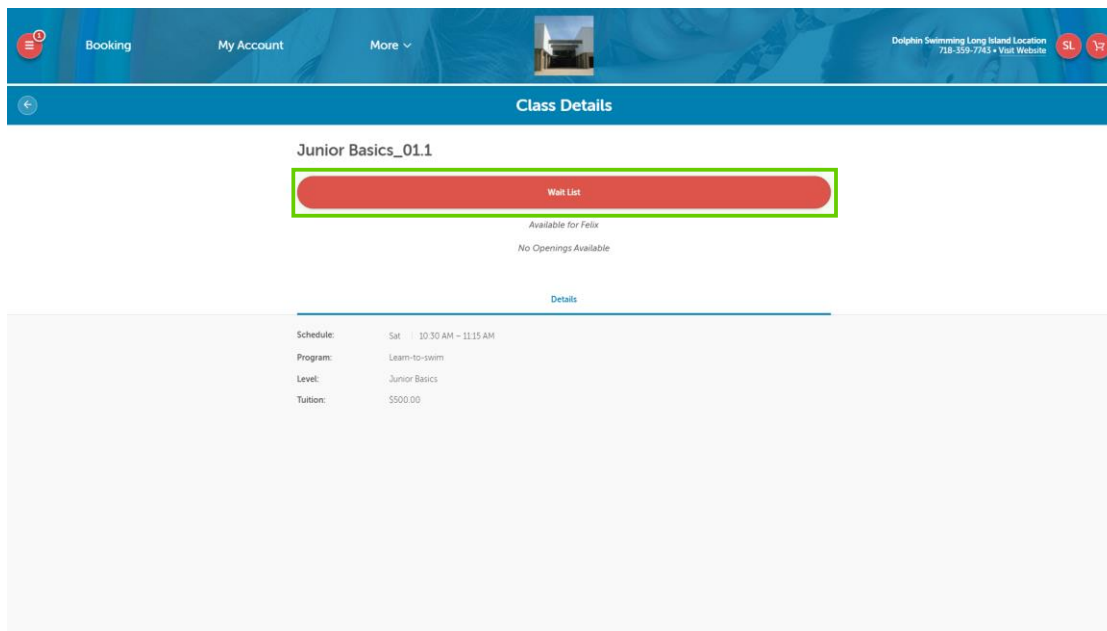 1
Booking
My Account
More
Dolphin Swimming Long Island Location
718-359-7743 • Visit Website
SL
Class Details
Junior Basics_01.1
Wait List
Available for Felix
No Openings Available
Details
Schedule: Sat | 10:30 AM – 11:15 AM
Program: Learn-to-swim
Level: Junior Basics
Tuition: $500.00